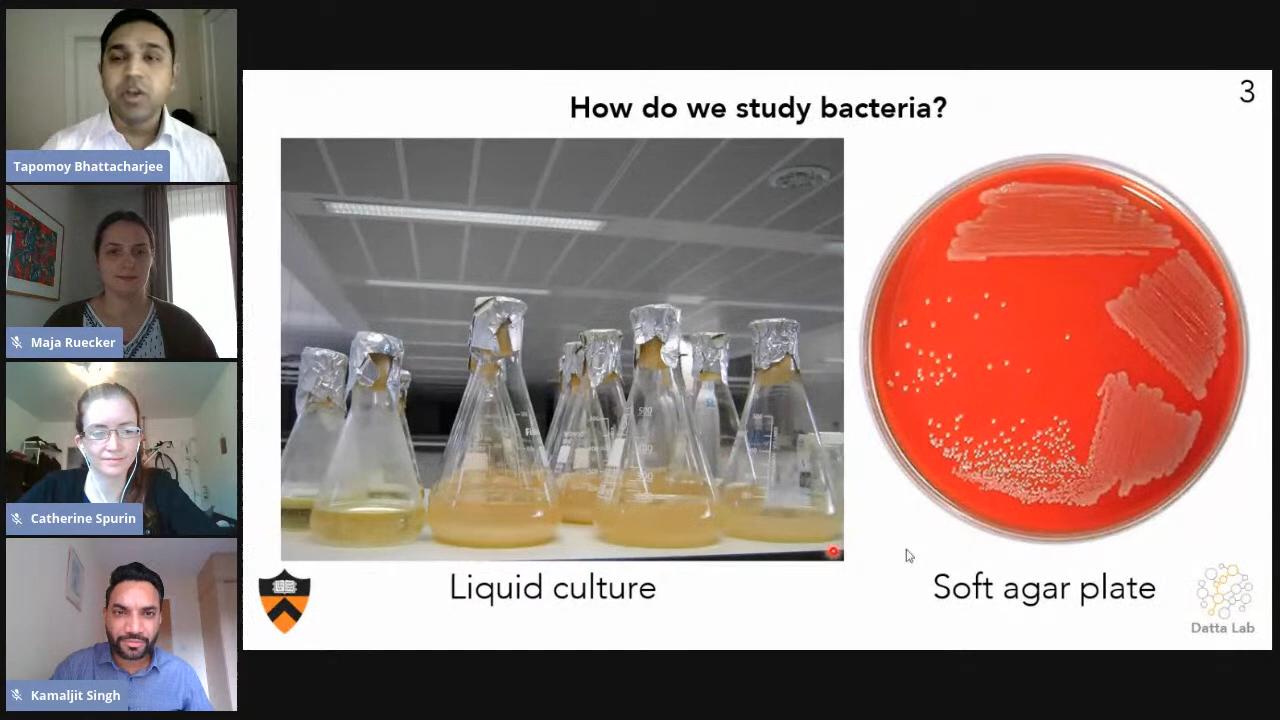 Tapomoy Bhattacharjee
Maja Ruecker
Catherine Spurin
Kamaljit Singh
3
How do we study bacteria?
Liquid culture
Soft agar plate
Datta Lab